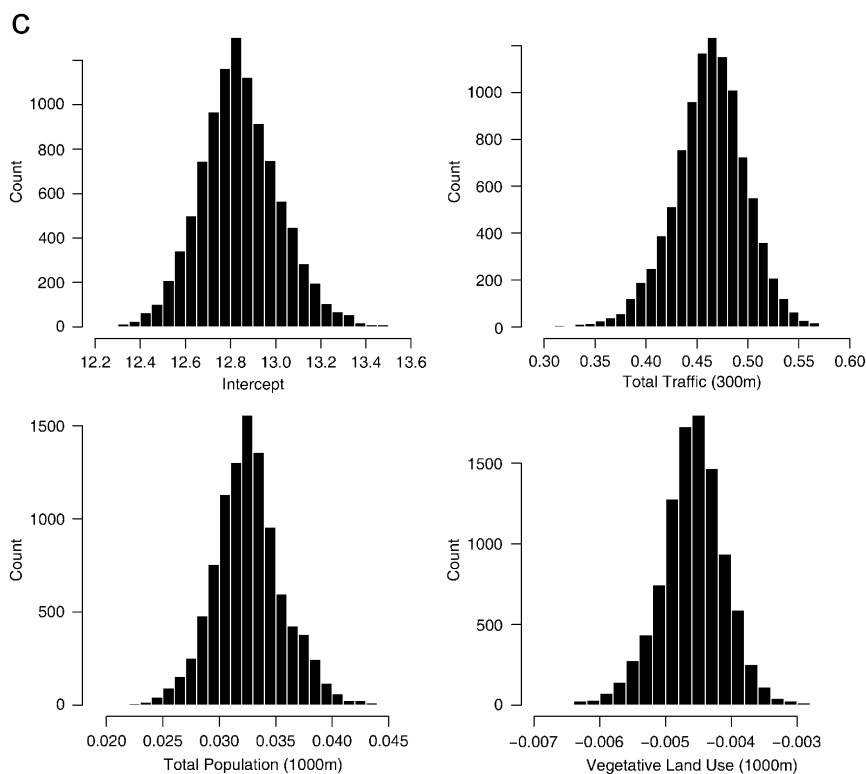 C
Count
1000
800
600
400
200
0
12.2 12.4 12.6 12.8 13.0 13.2 13.4 13.6
Intercept
Count
1000
800
600
400
200
0
0.30 0.35 0.40 0.45 0.50 0.55 0.60
Total Traffic (300m)
Count
1500
1000
500
0
0.020 0.025 0.030 0.035 0.040 0.045
Total Population (1000m)
Count
1500
1000
500
0
−0.007 −0.006 −0.005 −0.004 −0.003
Vegetative Land Use (1000m)